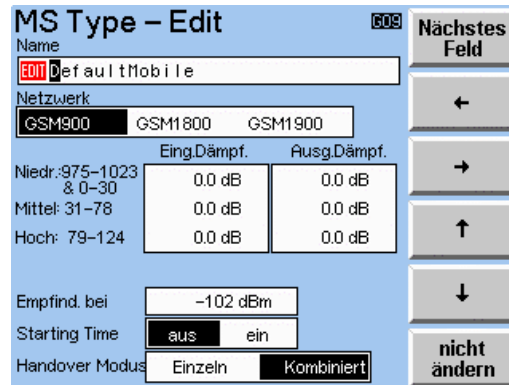 MS Type – Edit G09
Name
EDIT DefaultMobile
Netzwerk
GSM900 GSM1800 GSM1900
Eing.Dämpf. Ausg.Dämpf.
Niedr.:975–1023
& 0–30
0.0 dB 0.0 dB
Mittel: 31–78 0.0 dB 0.0 dB
Hoch: 79–124 0.0 dB 0.0 dB
Empfind. bei –102 dBm
Starting Time aus ein
Handover Modus Einzeln Kombiniert
Nächstes
Feld
←
→
↑
↓
nicht
ändern